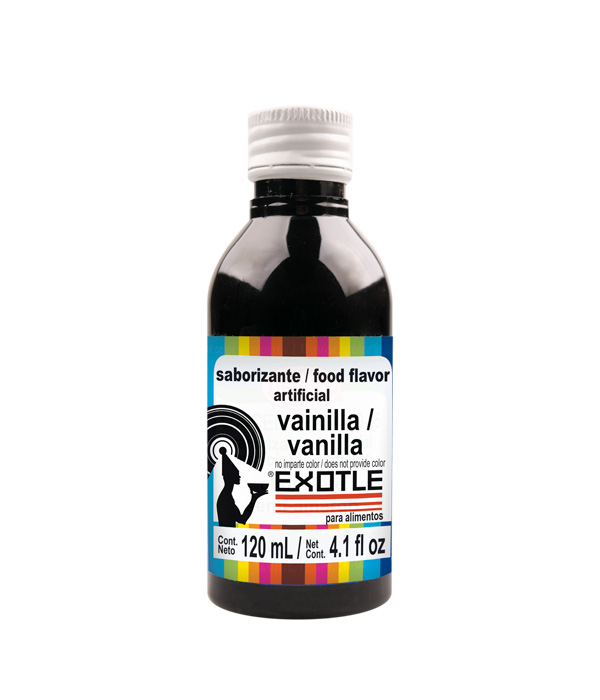 saborizante / food flavor
artificial
vainilla /
vanilla
no imparte color / does not provide color
® EXOTLE
para alimentos
Cont. Neto 120 mL / Net Cont. 4.1 fl oz